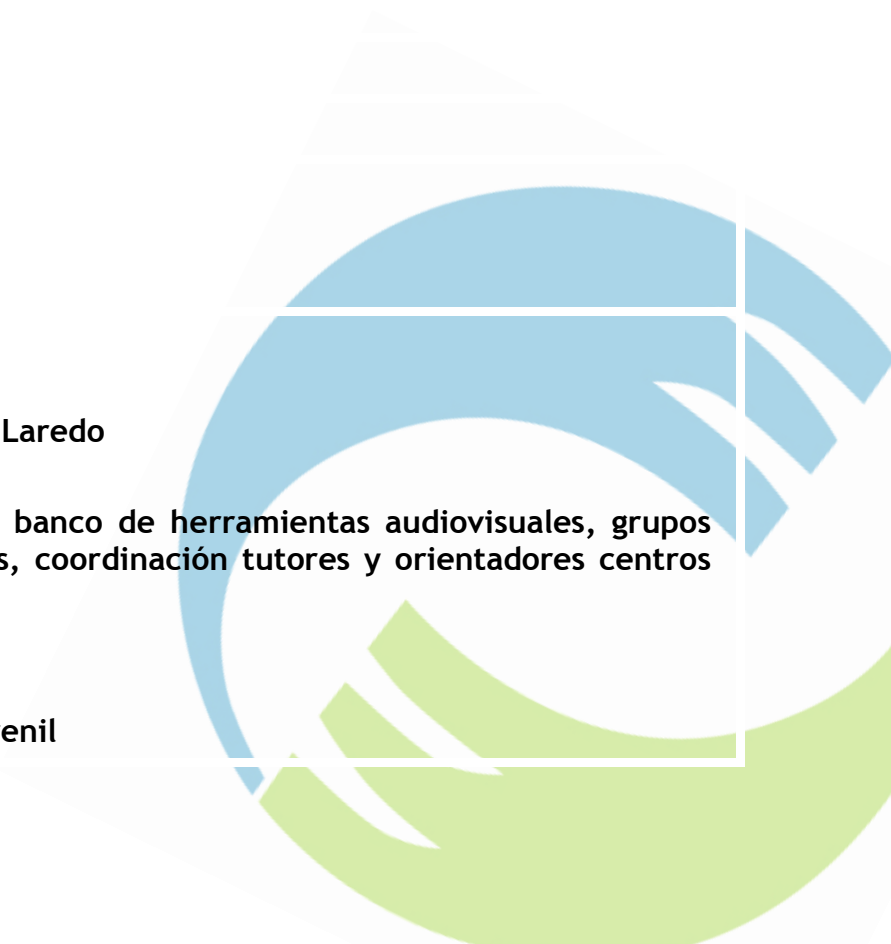 Laredo
banco de herramientas audiovisuales, grupos
s, coordinación tutores y orientadores centros
enil